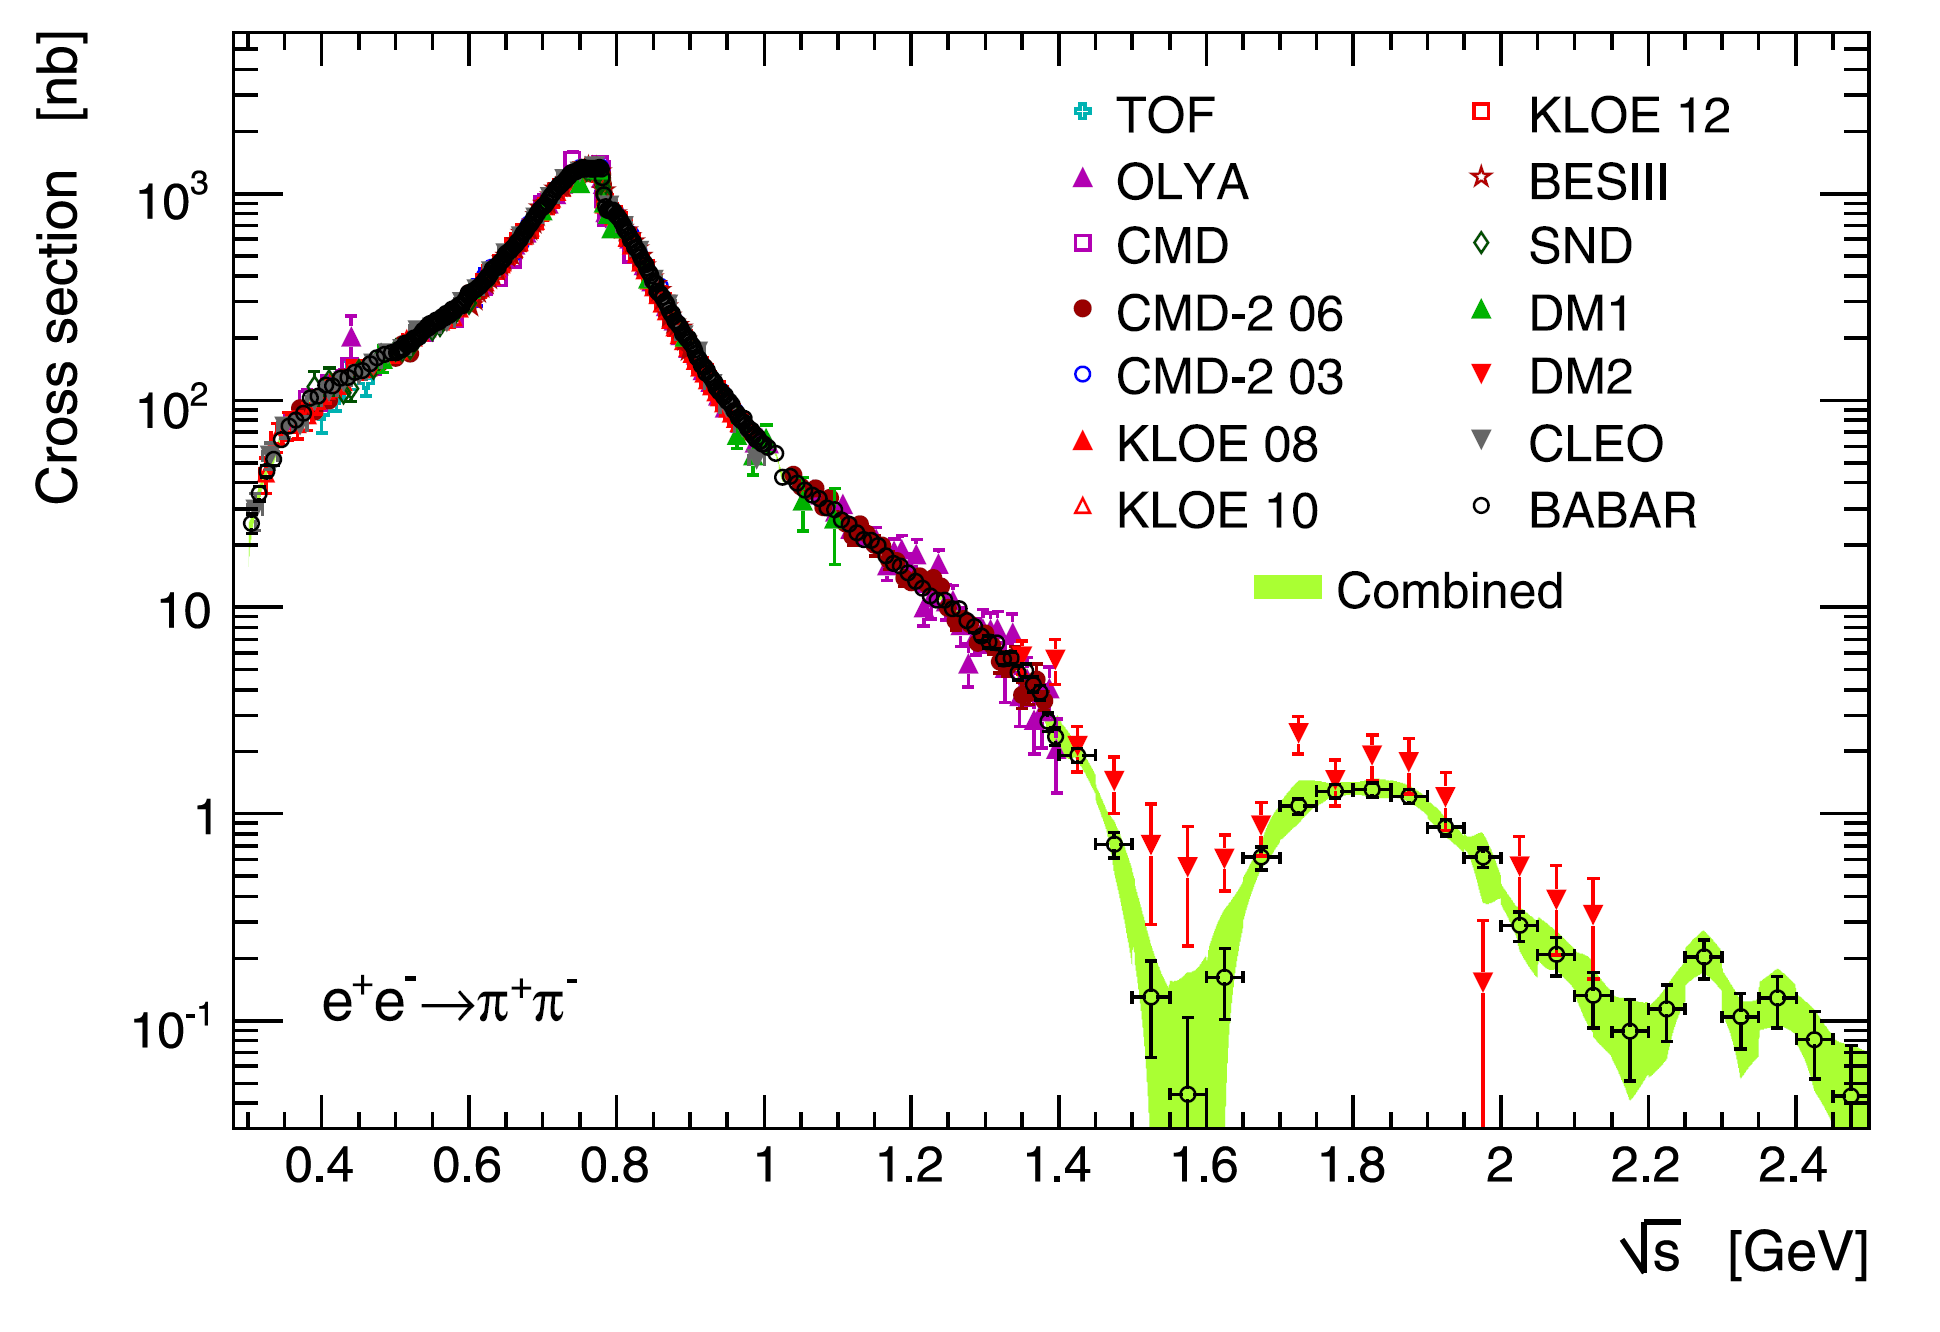 Cross section [nb]
10³
10²
10
1
10⁻¹
TOF
OLYA
CMD
CMD-2 06
CMD-2 03
KLOE 08
KLOE 10
KLOE 12
BESIII
SND
DM1
DM2
CLEO
BABAR
Combined
e⁺e⁻→π⁺π⁻
0.4 0.6 0.8 1 1.2 1.4 1.6 1.8 2 2.2 2.4
√s [GeV]